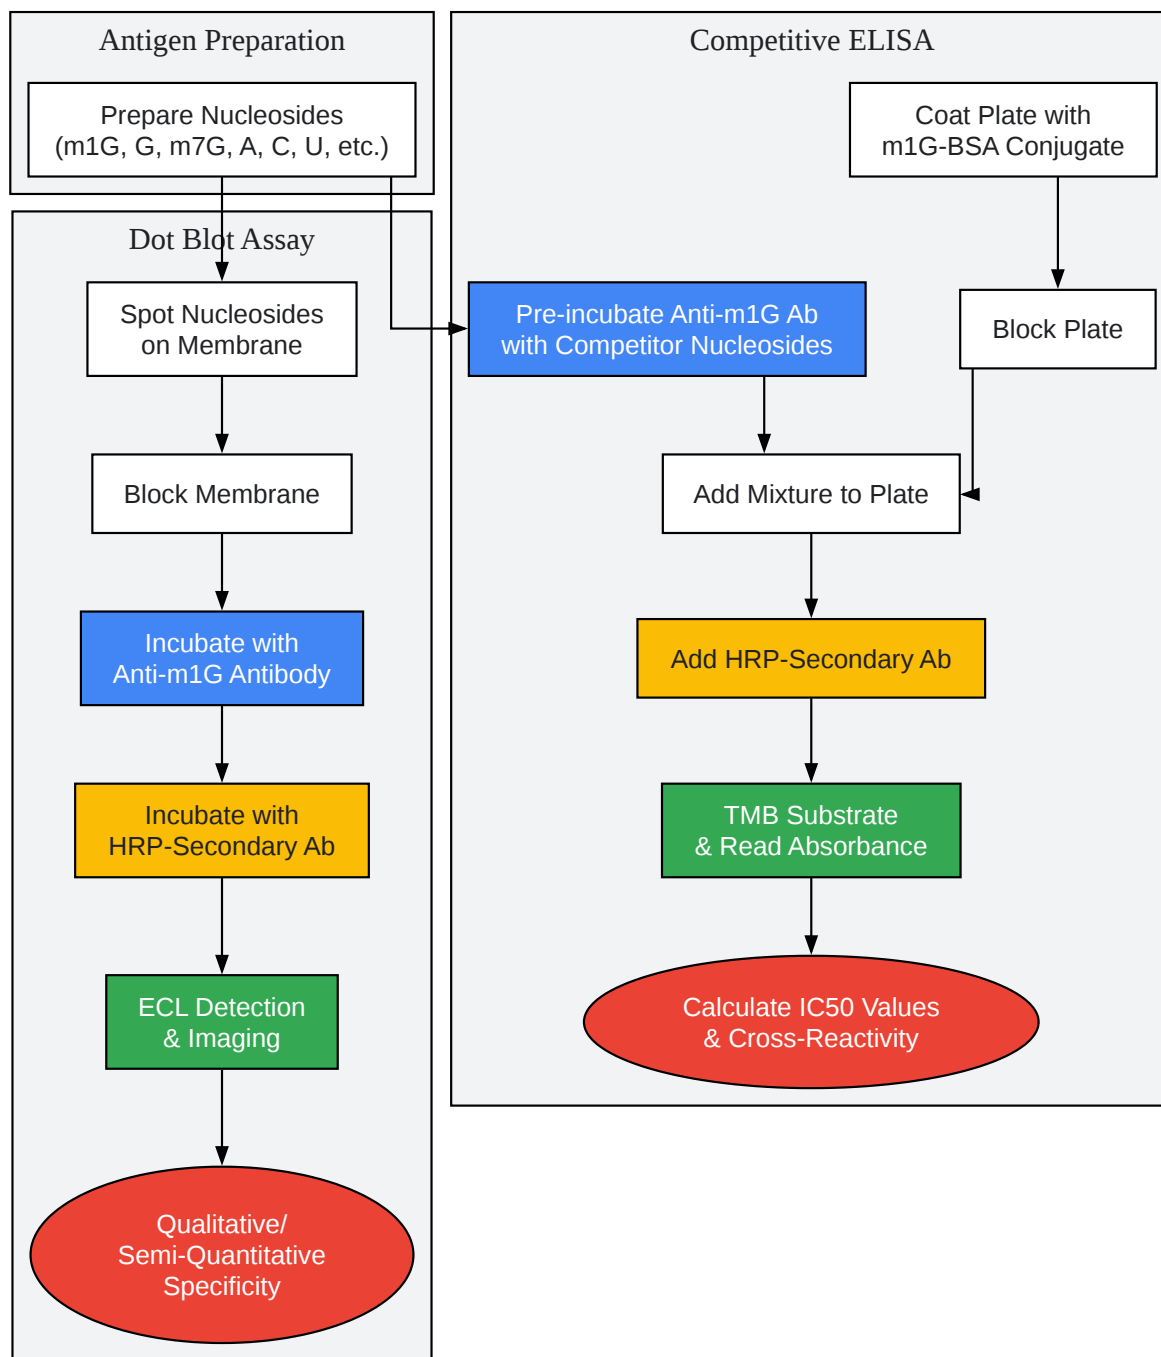 Antigen Preparation
Prepare Nucleosides
(m1G, G, m7G, A, C, U, etc.)
Dot Blot Assay
Spot Nucleosides
on Membrane
Block Membrane
Incubate with
Anti-m1G Antibody
Incubate with
HRP-Secondary Ab
ECL Detection
& Imaging
Qualitative/
Semi-Quantitative
Specificity
Competitive ELISA
Coat Plate with
m1G-BSA Conjugate
Pre-incubate Anti-m1G Ab
with Competitor Nucleosides
Block Plate
Add Mixture to Plate
Add HRP-Secondary Ab
TMB Substrate
& Read Absorbance
Calculate IC50 Values
& Cross-Reactivity